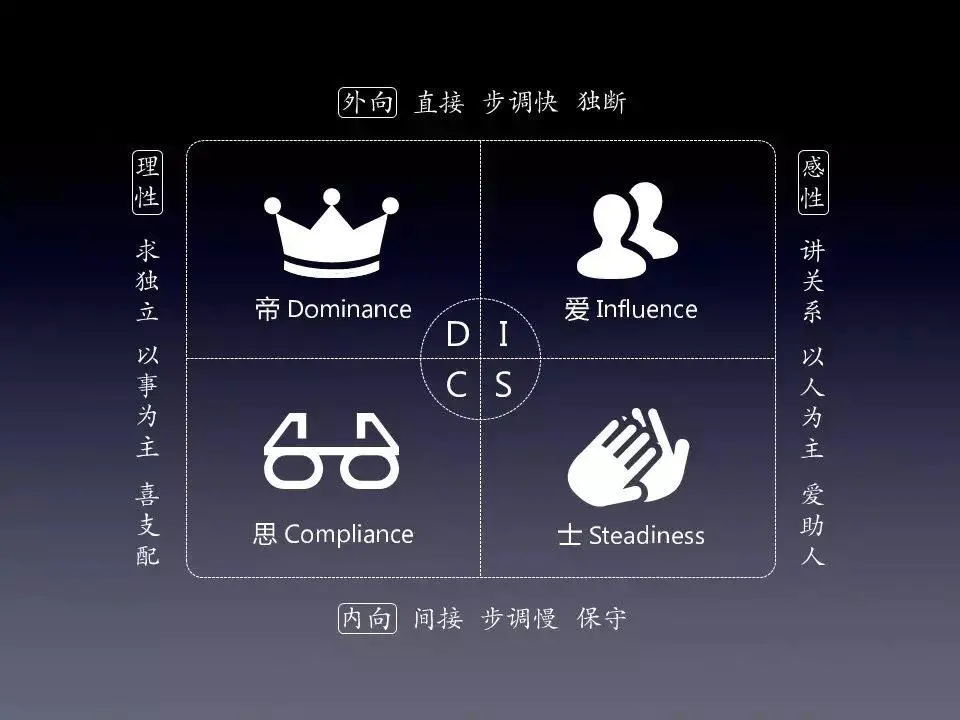 外向 直接 步调快 独断
理性 求独立 以事为主 喜支配
感性 讲关系 以人为主 爱助人
帝 Dominance
爱 Influence
D I
C S
思 Compliance
士 Steadiness
内向 间接 步调慢 保守